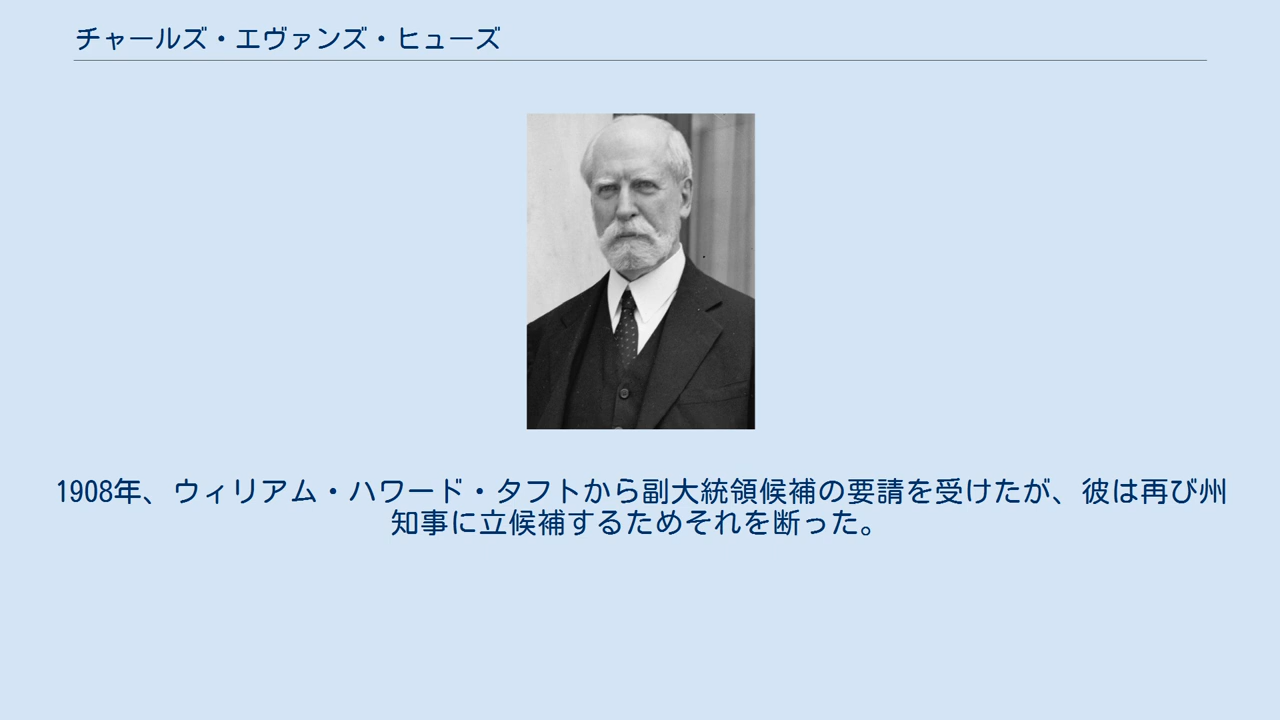 チャールズ・エヴァンズ・ヒューズ
1908年、ウィリアム・ハワード・タフトから副大統領候補の要請を受けたが、彼は再び州
知事に立候補するためそれを断った。